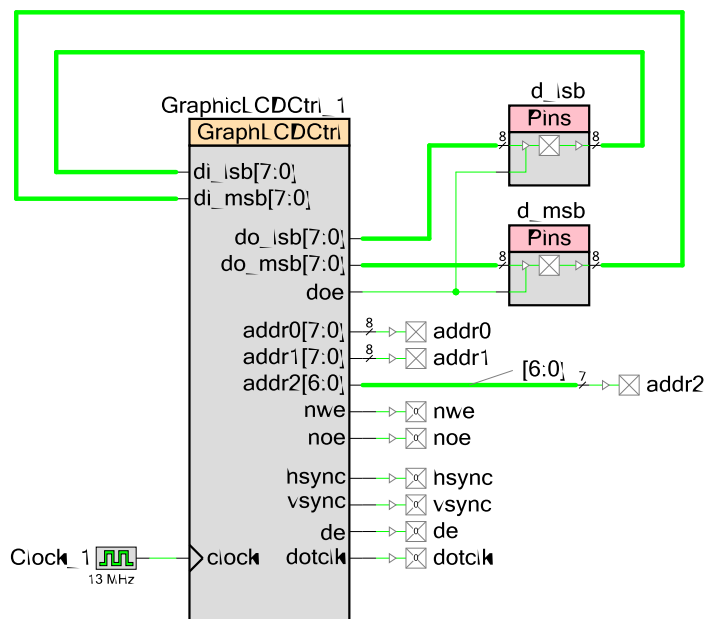 d_lsb
Pins
8
8
GraphicLCDCtrl_1
GraphLCDCtrl
di_lsb[7:0]
di_msb[7:0]
d_msb
Pins
8
8
do_lsb[7:0]
do_msb[7:0]
doe
addr0[7:0]
8
addr0
addr1[7:0]
8
addr1
addr2[6:0]
[6:0]
7
addr2
nwe
nwe
noe
noe
hsync
hsync
vsync
vsync
de
de
Clock_1
13 MHz
clock
dotclk
dotclk